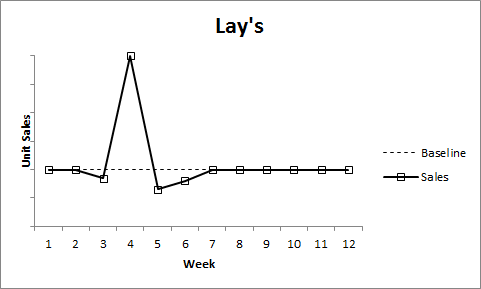 Lay's
Unit Sales
Baseline
Sales
1 2 3 4 5 6 7 8 9 10 11 12
Week